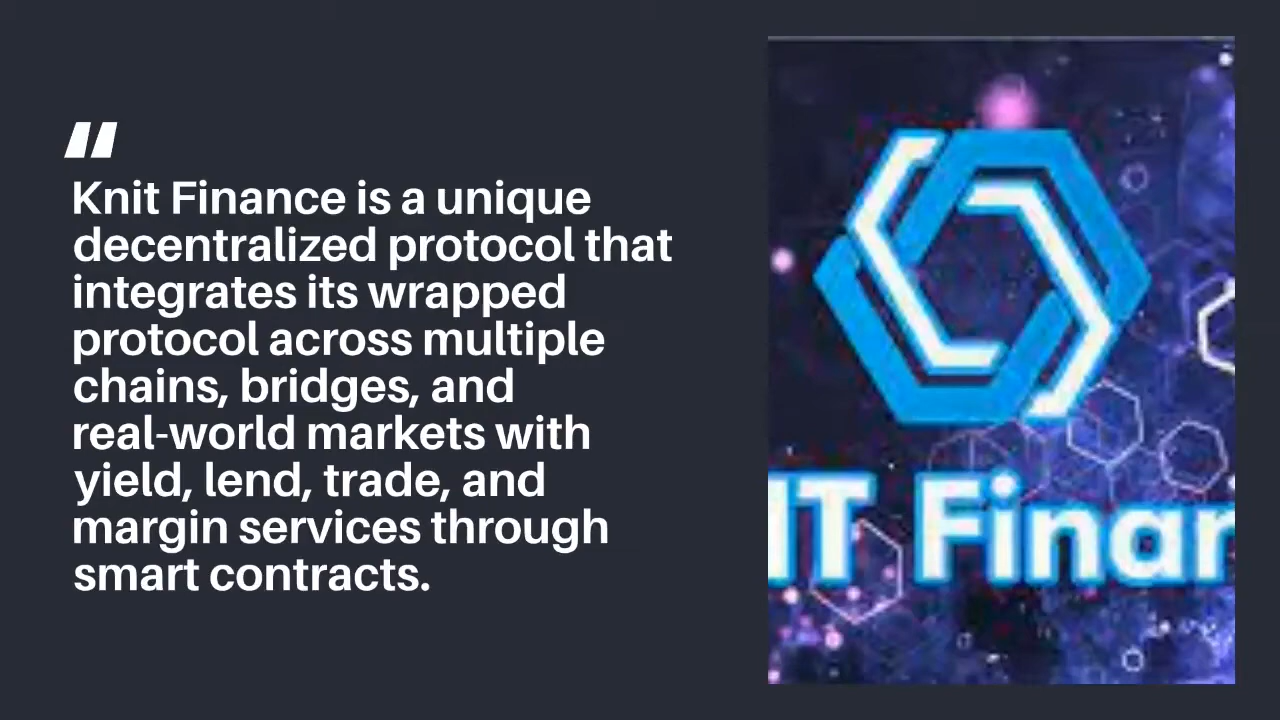 "
Knit Finance is a unique
decentralized protocol that
integrates its wrapped
protocol across multiple
chains, bridges, and
real-world markets with
yield, lend, trade, and
margin services through
smart contracts.
IT Finan